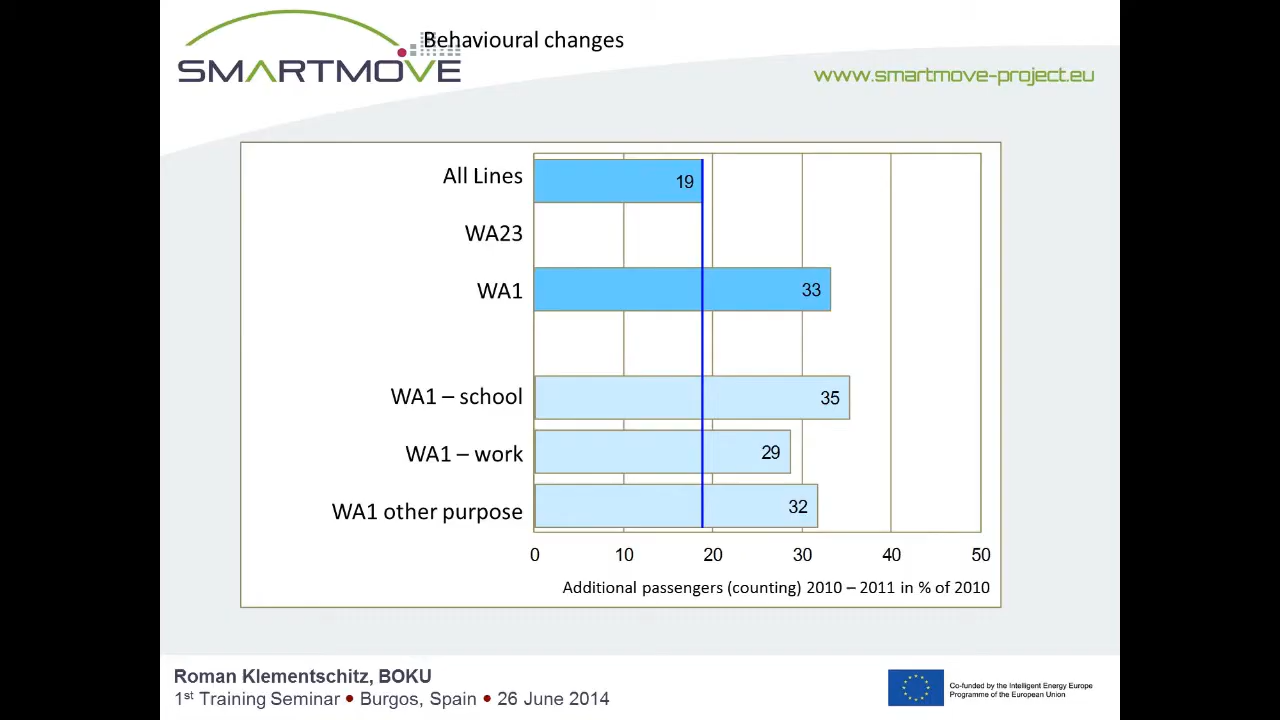 Behavioural changes
SMARTMOVE
www.smartmove-project.eu
All Lines
19
WA23
WA1
33
WA1 – school
35
WA1 – work
29
WA1 other purpose
32
0 10 20 30 40 50
Additional passengers (counting) 2010 – 2011 in % of 2010
Roman Klementschitz, BOKU
1st Training Seminar • Burgos, Spain • 26 June 2014
Co-funded by the Intelligent Energy Europe
Programme of the European Union